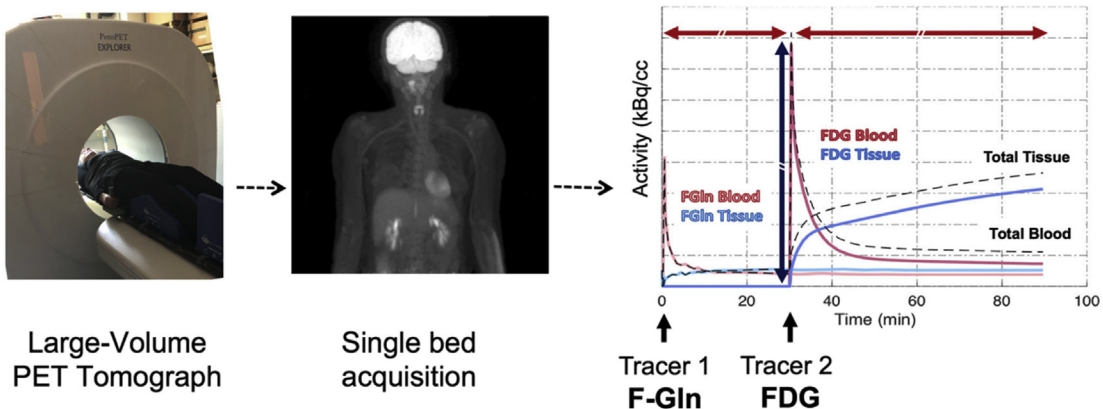 PennPET
EXPLORER
Large-Volume
PET Tomograph
Single bed
acquisition
Activity (kBq/cc)
FDG Blood
FDG Tissue
FGln Blood
FGln Tissue
Total Tissue
Total Blood
0
20
40
60
80
100
Time (min)
Tracer 1
F-Gln
Tracer 2
FDG